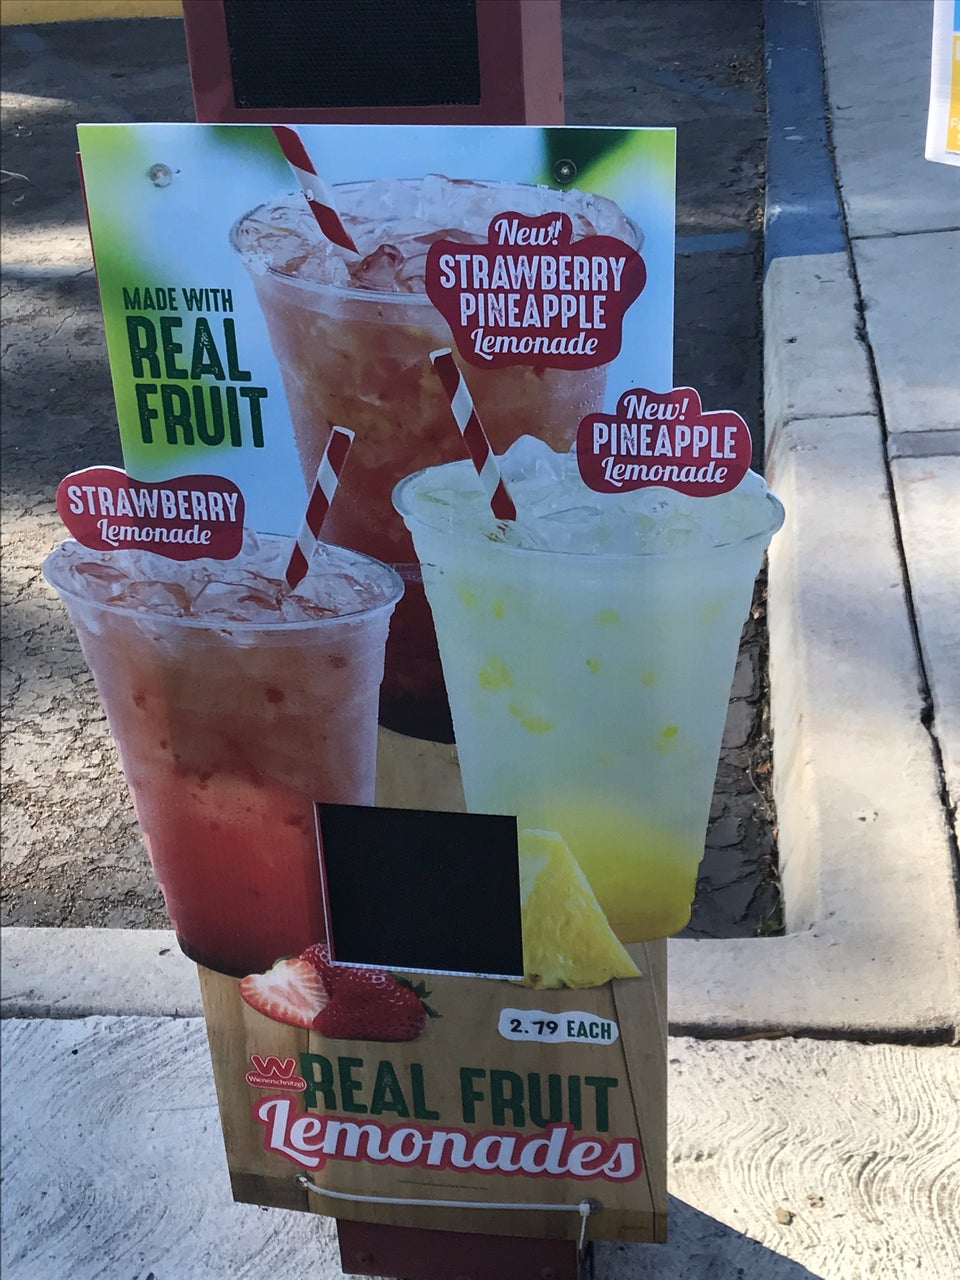 New!
STRAWBERRY
PINEAPPLE
Lemonade
MADE WITH
REAL
FRUIT
New!
PINEAPPLE
Lemonade
STRAWBERRY
Lemonade
2.79 EACH
W
Wienerschnitzel
REAL FRUIT
Lemonades